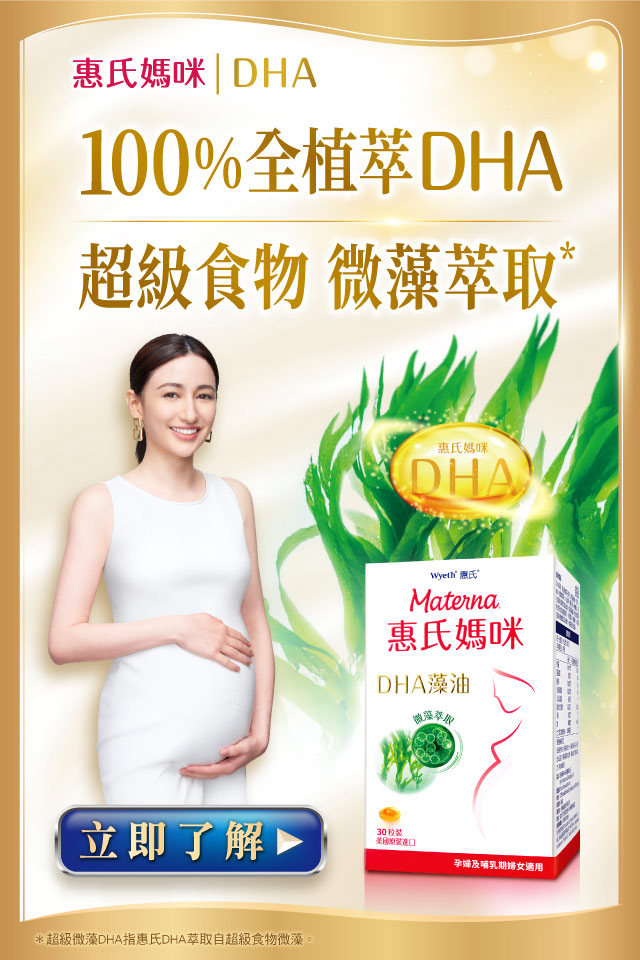 惠氏媽咪|DHA
100%全植萃DHA
超級食物 微藻萃取*
惠氏媽咪
DHA
Wyeth® 惠氏®
Materna®
惠氏媽咪
DHA藻油
微藻萃取
30粒裝
美國原裝進口
孕婦及哺乳期婦女適用
立即了解
*超級微藻DHA指惠氏DHA萃取自超級食物微藻。